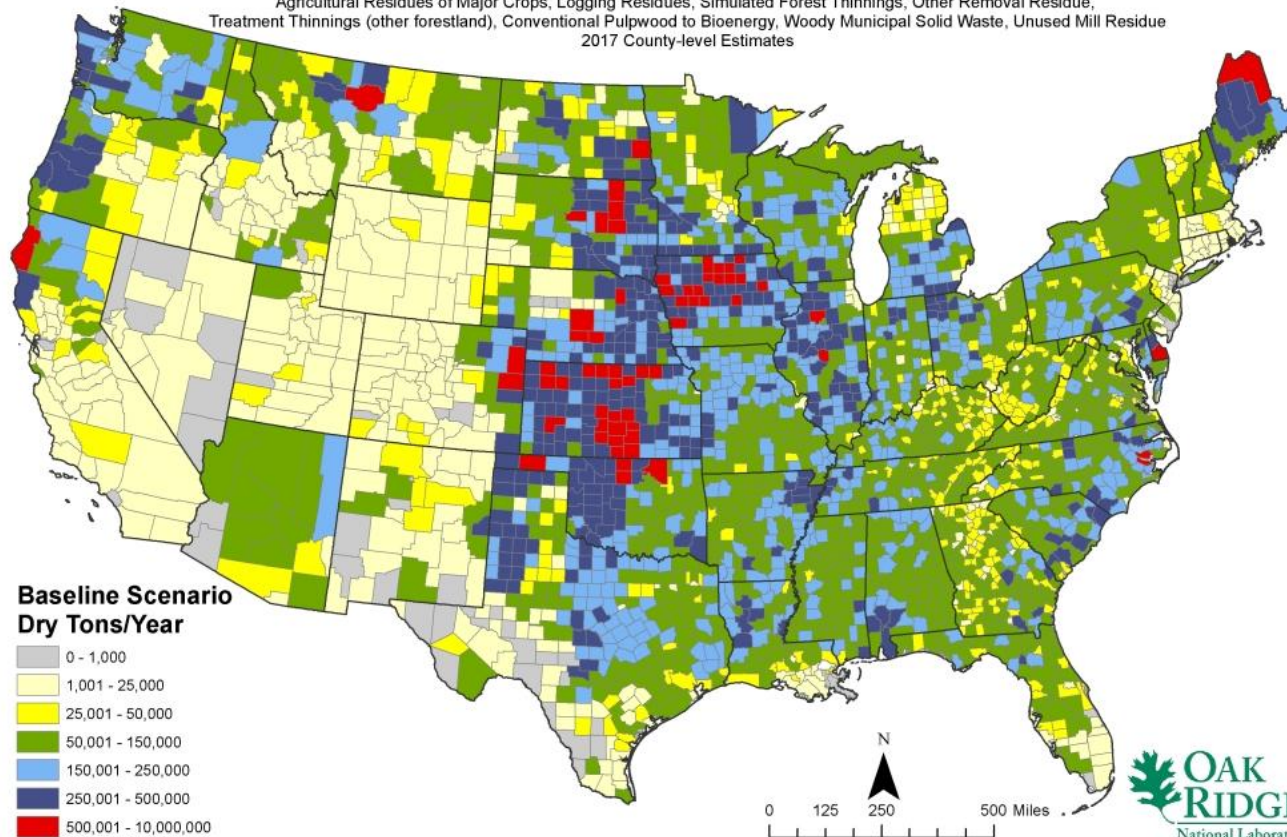 Agricultural Residues of Major Crops, Logging Residues, Simulated Forest Thinnings, Other Removal Residue,
Treatment Thinnings (other forestland), Conventional Pulpwood to Bioenergy, Woody Municipal Solid Waste, Unused Mill Residue
2017 County-level Estimates
Baseline Scenario
Dry Tons/Year
0 - 1,000
1,001 - 25,000
25,001 - 50,000
50,001 - 150,000
150,001 - 250,000
250,001 - 500,000
500,001 - 10,000,000
N
0 125 250 500 Miles
OAK
RIDGE
National Laborat